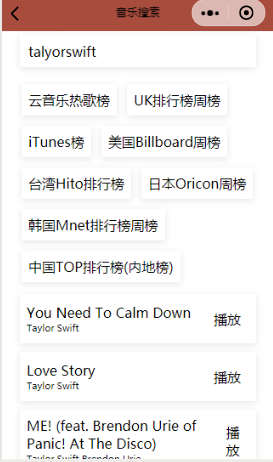 音乐搜索
talyorswift
云音乐热歌榜 UK排行榜周榜
iTunes榜 美国Billboard周榜
台湾Hito排行榜 日本Oricon周榜
韩国Mnet排行榜周榜
中国TOP排行榜(内地榜)
You Need To Calm Down
Taylor Swift
播放
Love Story
Taylor Swift
播放
ME! (feat. Brendon Urie of
Panic! At The Disco)
Taylor Swift Brendon Urie
播
放